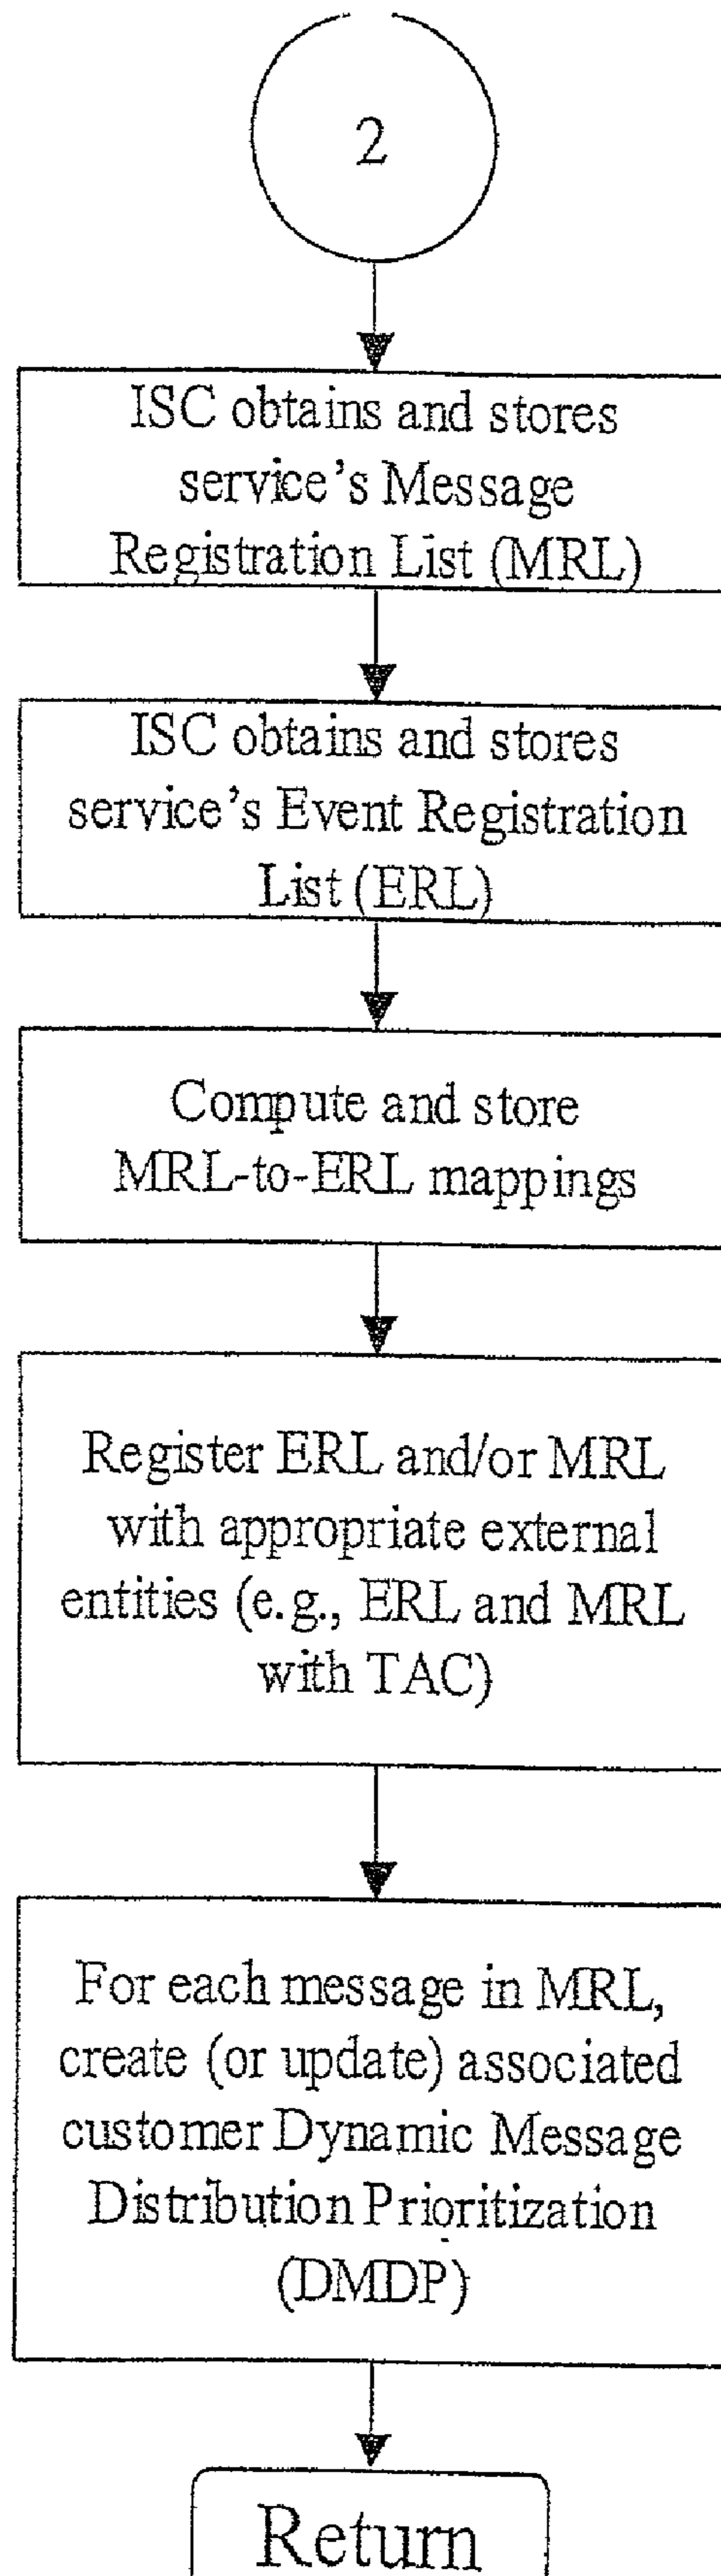 2
ISC obtains and stores
service's Message
Registration List (MRL)
ISC obtains and stores
service's Event Registration
List (ERL)
Compute and store
MRL-to-ERL mappings
Register ERL and/or MRL
with appropriate external
entities (e.g., ERL and MRL
with TAC)
For each message in MRL,
create (or update) associated
customer Dynamic Message
Distribution Prioritization
(DMDP)
Return